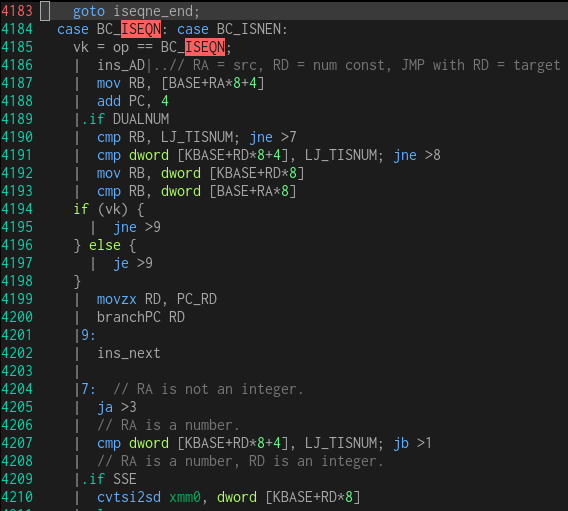 4183 goto iseqne_end;
4184 case BC_ISEQN: case BC_ISNEN:
4185 vk = op == BC_ISEQN;
4186 | ins_AD|..// RA = src, RD = num const, JMP with RD = target
4187 | mov RB, [BASE+RA*8+4]
4188 | add PC, 4
4189 |.if DUALNUM
4190 | cmp RB, LJ_TISNUM; jne >7
4191 | cmp dword [KBASE+RD*8+4], LJ_TISNUM; jne >8
4192 | mov RB, dword [KBASE+RD*8]
4193 | cmp RB, dword [BASE+RA*8]
4194 if (vk) {
4195 | jne >9
4196 } else {
4197 | je >9
4198 }
4199 | movzx RD, PC_RD
4200 | branchPC RD
4201 |9:
4202 | ins_next
4203 |
4204 |7: // RA is not an integer.
4205 | ja >3
4206 | // RA is a number.
4207 | cmp dword [KBASE+RD*8+4], LJ_TISNUM; jb >1
4208 | // RA is a number, RD is an integer.
4209 |.if SSE
4210 | cvtsi2sd xmm0, dword [KBASE+RD*8]